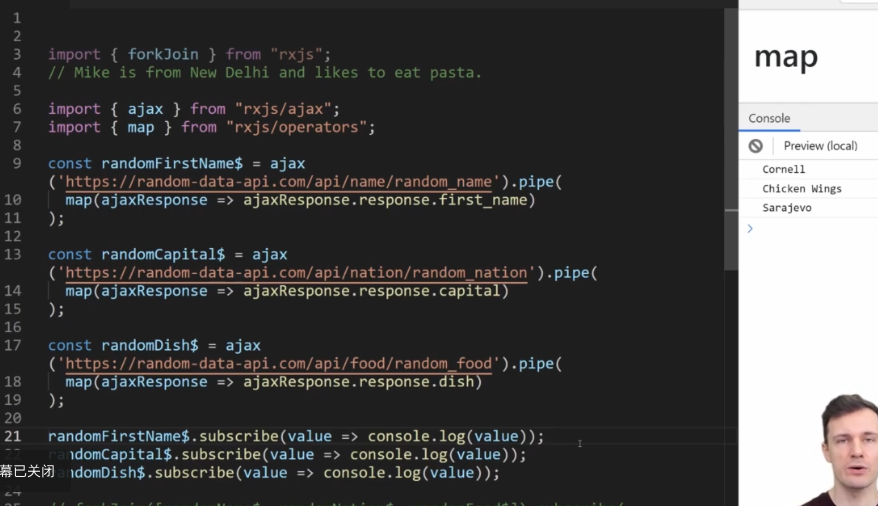 1
2
3 import { forkJoin } from "rxjs";
4 // Mike is from New Delhi and likes to eat pasta.
5
6 import { ajax } from "rxjs/ajax";
7 import { map } from "rxjs/operators";
8
9 const randomFirstName$ = ajax
('https://random-data-api.com/api/name/random_name').pipe(
10 map(ajaxResponse => ajaxResponse.response.first_name)
11 );
12
13 const randomCapital$ = ajax
('https://random-data-api.com/api/nation/random_nation').pipe(
14 map(ajaxResponse => ajaxResponse.response.capital)
15 );
16
17 const randomDish$ = ajax
('https://random-data-api.com/api/food/random_food').pipe(
18 map(ajaxResponse => ajaxResponse.response.dish)
19 );
20
21 randomFirstName$.subscribe(value => console.log(value));
22 randomCapital$.subscribe(value => console.log(value));
幕已关闭 ndomDish$.subscribe(value => console.log(value));
24
map
Console
Preview (local)
Cornell
Chicken Wings
Sarajevo